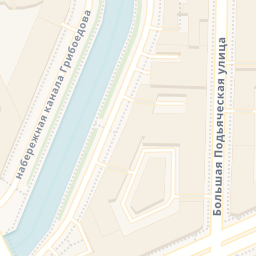 набережная канала Грибоедова
Большая Подьяческая улица